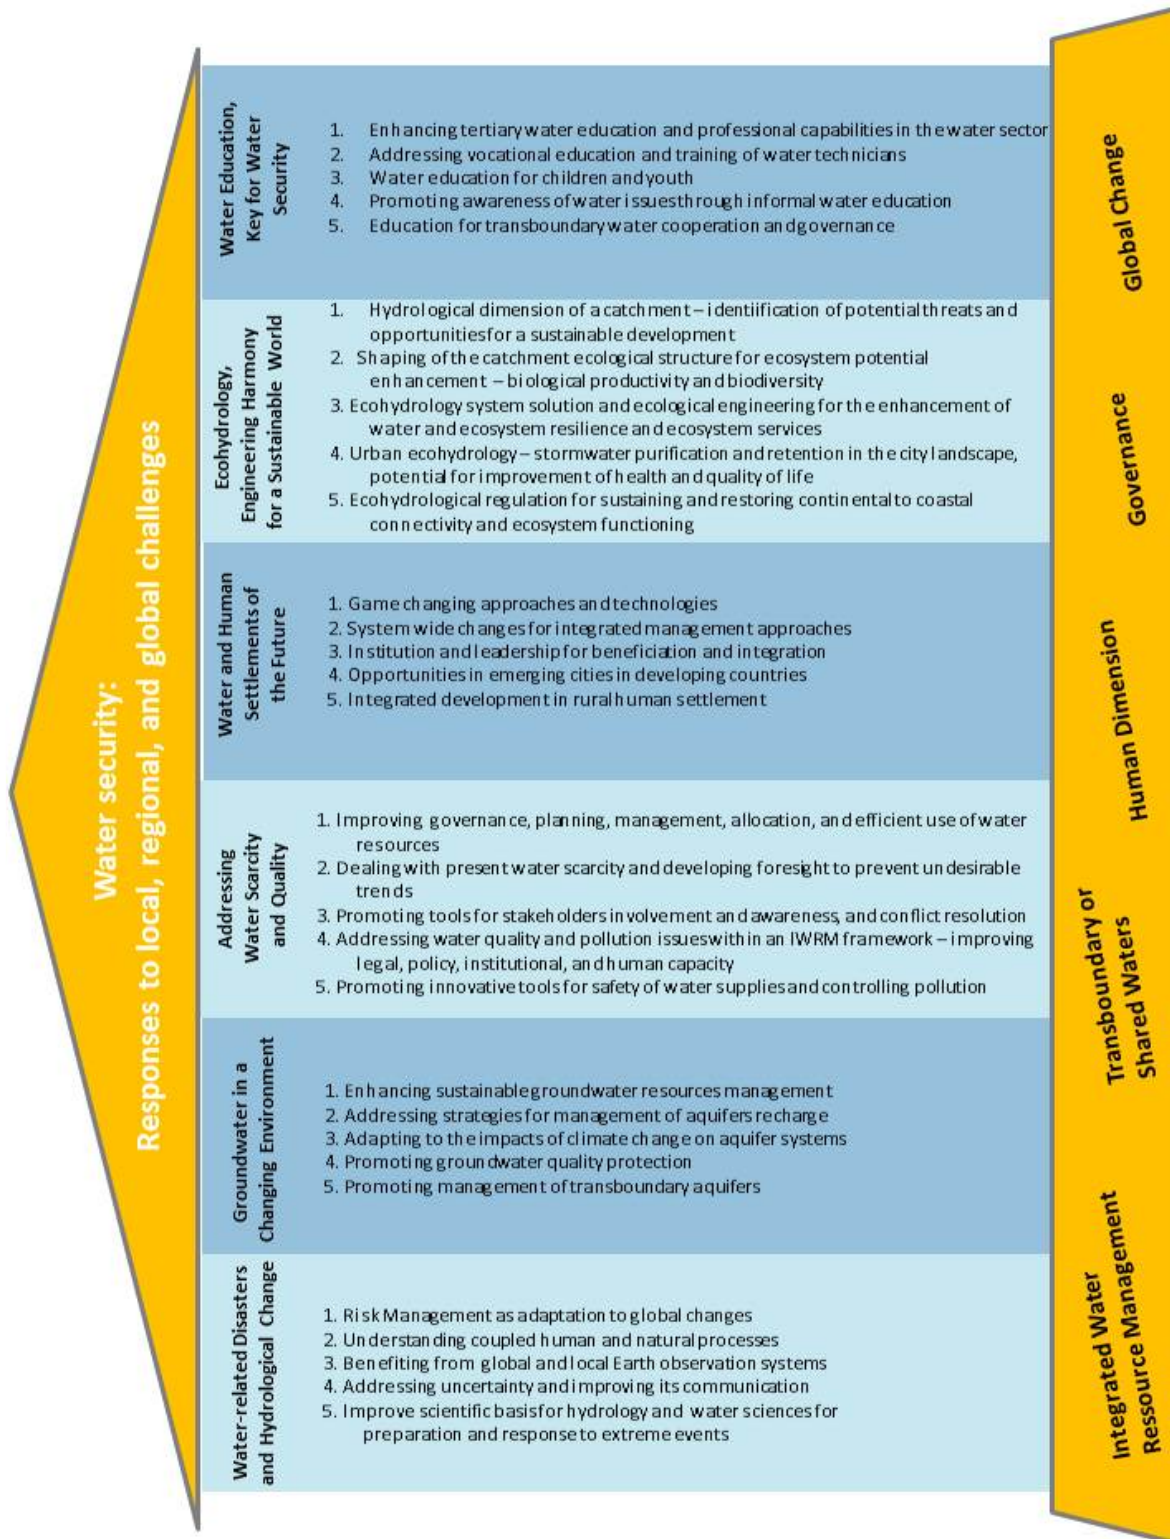 Water security:
Responses to local, regional, and global challenges
Water Education,
Key for Water
Security
1. Enhancing tertiary water education and professional capabilities in the water sector
2. Addressing vocational education and training of water technicians
3. Water education for children and youth
4. Promoting awareness of water issues through informal water education
5. Education for transboundary water cooperation and governance
Ecohydrology,
Engineering Harmony
for a Sustainable World
1. Hydrological dimension of a catchment – identiification of potential threats and
opportunities for a sustainable development
2. Shaping of the catchment ecological structure for ecosystem potential
enhancement – biological productivity and biodiversity
3. Ecohydrology system solution and ecological engineering for the enhancement of
water and ecosystem resilience and ecosystem services
4. Urban ecohydrology – stormwater purification and retention in the city landscape,
potential for improvement of health and quality of life
5. Ecohydrological regulation for sustaining and restoring continental to coastal
connectivity and ecosystem functioning
Water and Human
Settlements of
the Future
1. Game changing approaches and technologies
2. System wide changes for integrated management approaches
3. Institution and leadership for beneficiation and integration
4. Opportunities in emerging cities in developing countries
5. Integrated development in rural human settlement
Addressing
Water Scarcity
and Quality
1. Improving governance, planning, management, allocation, and efficient use of water
resources
2. Dealing with present water scarcity and developing foresight to prevent undesirable
trends
3. Promoting tools for stakeholders involvement and awareness, and conflict resolution
4. Addressing water quality and pollution issues within an IWRM framework – improving
legal, policy, institutional, and human capacity
5. Promoting innovative tools for safety of water supplies and controlling pollution
Groundwater in a
Changing Environment
1. Enhancing sustainable groundwater resources management
2. Addressing strategies for management of aquifers recharge
3. Adapting to the impacts of climate change on aquifer systems
4. Promoting groundwater quality protection
5. Promoting management of transboundary aquifers
Water-related Disasters
and Hydrological Change
1. Risk Management as adaptation to global changes
2. Understanding coupled human and natural processes
3. Benefiting from global and local Earth observation systems
4. Addressing uncertainty and improving its communication
5. Improve scientific basis for hydrology and water sciences for
preparation and response to extreme events
Global Change
Governance
Human Dimension
Transboundary or
Shared Waters
Integrated Water
Ressource Management